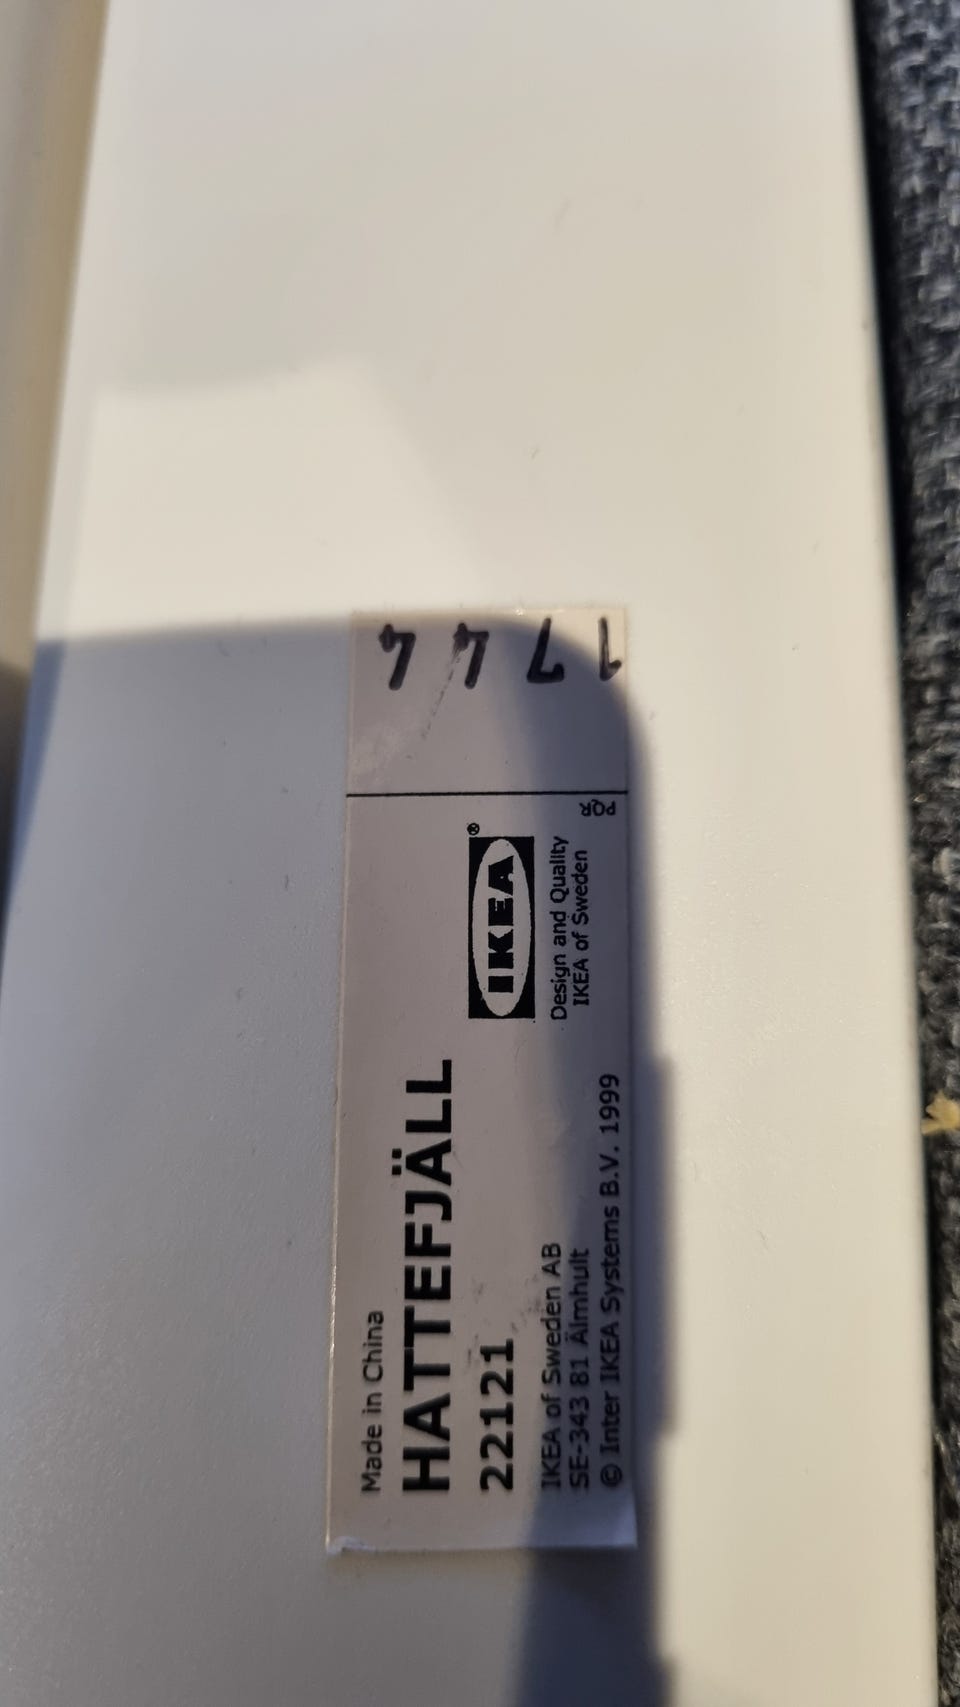 Made in China
HATTEFJÄLL
22121
IKEA of Sweden AB
SE-343 81 Älmhult
© Inter IKEA Systems B.V. 1999
IKEA®
Design and Quality
IKEA of Sweden
1744